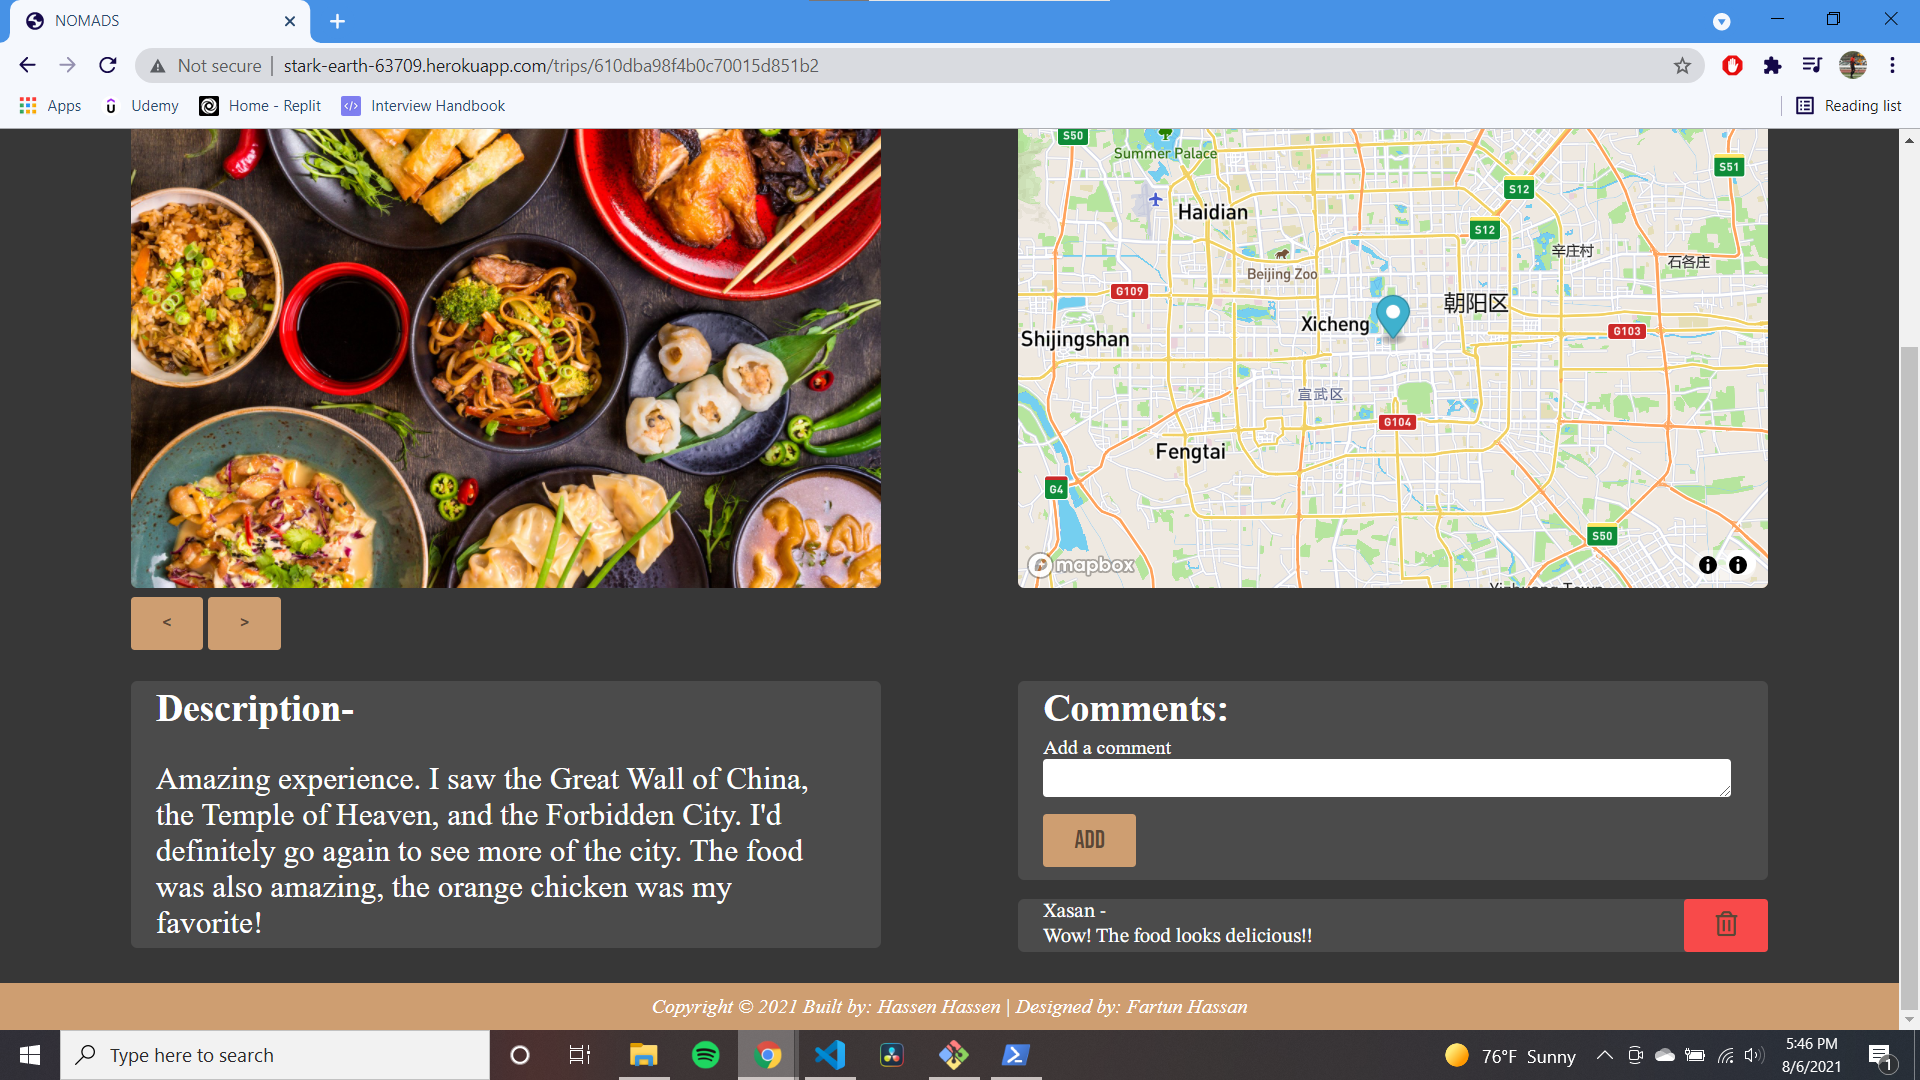 NOMADS
Not secure
stark-earth-63709.herokuapp.com/trips/610dba98f4b0c70015d851b2
Apps
Udemy
Home - Replit
Interview Handbook
Reading list
S50
Summer Palace
S51
S12
Haidian
S12
辛庄村
石各庄
Beijing Zoo
G109
朝阳区
Xicheng
G103
Shijingshan
宣武区
G104
Fengtai
G4
S50
mapbox
< >
Description-
Amazing experience. I saw the Great Wall of China,
the Temple of Heaven, and the Forbidden City. I'd
definitely go again to see more of the city. The food
was also amazing, the orange chicken was my
favorite!
Comments:
Add a comment
ADD
Xasan -
Wow! The food looks delicious!!
Copyright © 2021 Built by: Hassen Hassen | Designed by: Fartun Hassan
Type here to search
76°F Sunny
5:46 PM
8/6/2021
1